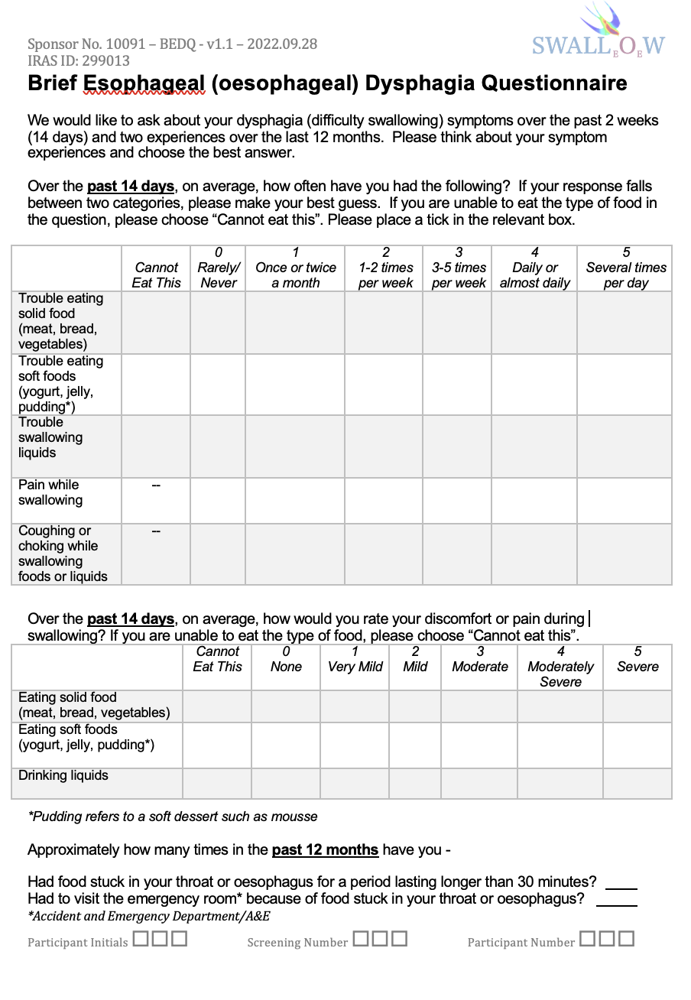 Sponsor No. 10091 – BEDQ - v1.1 – 2022.09.28
SWALLEOEW
IRAS ID: 299013
Brief Esophageal (oesophageal) Dysphagia Questionnaire
We would like to ask about your dysphagia (difficulty swallowing) symptoms over the past 2 weeks
(14 days) and two experiences over the last 12 months.  Please think about your symptom
experiences and choose the best answer.
Over the past 14 days, on average, how often have you had the following?  If your response falls
between two categories, please make your best guess.  If you are unable to eat the type of food in
the question, please choose “Cannot eat this”. Please place a tick in the relevant box.
Cannot
Eat This
0
Rarely/
Never
1
Once or twice
a month
2
1-2 times
per week
3
3-5 times
per week
4
Daily or
almost daily
5
Several times
per day
Trouble eating
solid food
(meat, bread,
vegetables)
Trouble eating
soft foods
(yogurt, jelly,
pudding*)
Trouble
swallowing
liquids
Pain while
swallowing
--
Coughing or
choking while
swallowing
foods or liquids
--
Over the past 14 days, on average, how would you rate your discomfort or pain during
swallowing? If you are unable to eat the type of food, please choose “Cannot eat this”.
Cannot
Eat This
0
None
1
Very Mild
2
Mild
3
Moderate
4
Moderately
Severe
5
Severe
Eating solid food
(meat, bread, vegetables)
Eating soft foods
(yogurt, jelly, pudding*)
Drinking liquids
*Pudding refers to a soft dessert such as mousse
Approximately how many times in the past 12 months have you -
Had food stuck in your throat or oesophagus for a period lasting longer than 30 minutes? ____
Had to visit the emergency room* because of food stuck in your throat or oesophagus? _____
*Accident and Emergency Department/A&E
Participant Initials ☐☐☐ Screening Number ☐☐☐ Participant Number ☐☐☐